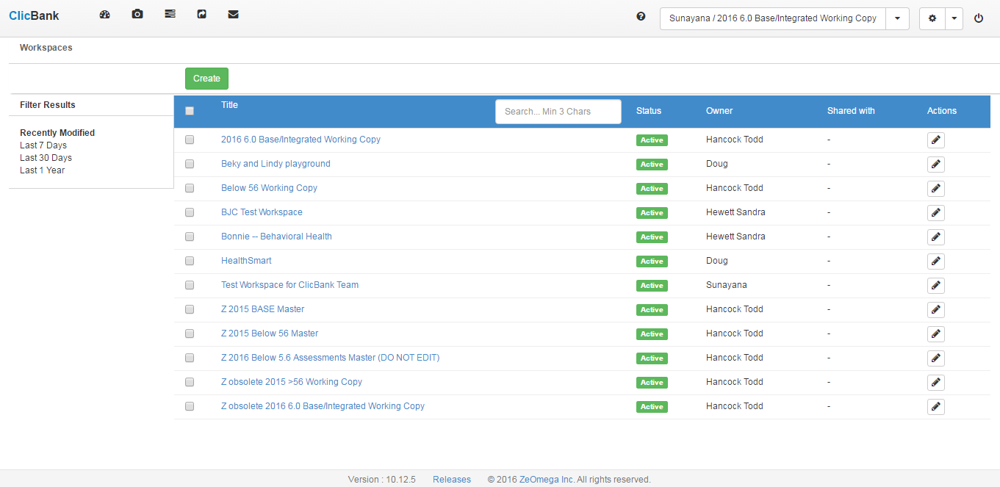 ClicBank
Sunayana / 2016 6.0 Base/Integrated Working Copy
Workspaces
Create
Filter Results
Recently Modified
Last 7 Days
Last 30 Days
Last 1 Year
Title Search... Min 3 Chars Status Owner Shared with Actions
2016 6.0 Base/Integrated Working Copy Active Hancock Todd -
Beky and Lindy playground Active Doug -
Below 56 Working Copy Active Hancock Todd -
BJC Test Workspace Active Hewett Sandra -
Bonnie -- Behavioral Health Active Hewett Sandra -
HealthSmart Active Doug -
Test Workspace for ClicBank Team Active Sunayana -
Z 2015 BASE Master Active Hancock Todd -
Z 2015 Below 56 Master Active Hancock Todd -
Z 2016 Below 5.6 Assessments Master (DO NOT EDIT) Active Hancock Todd -
Z obsolete 2015 >56 Working Copy Active Hancock Todd -
Z obsolete 2016 6.0 Base/Integrated Working Copy Active Hancock Todd -
Version : 10.12.5 Releases © 2016 ZeOmega Inc. All rights reserved.